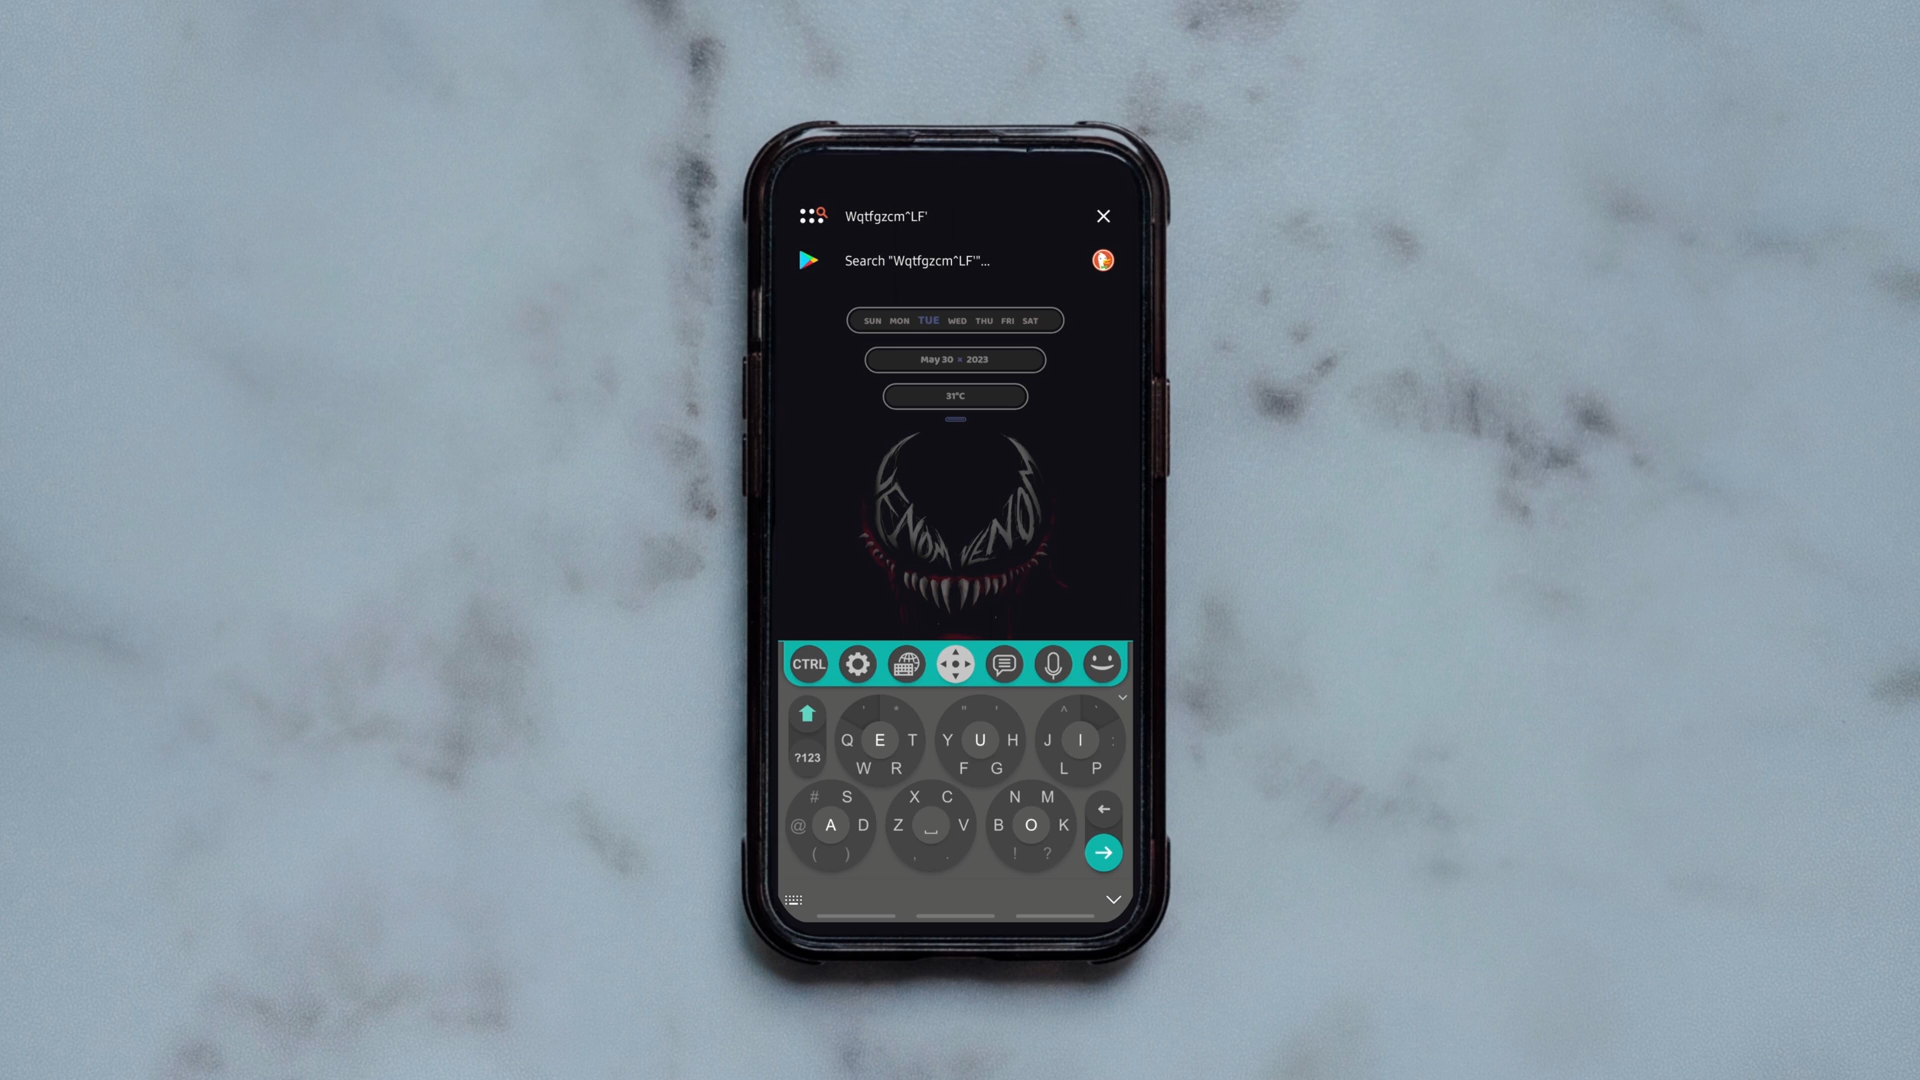 Wqtfgzcm^LF'
Search "Wqtfgzcm^LF'"...
SUN MON TUE WED THU FRI SAT
May 30 × 2023
31°C
VENOM VENOM
CTRL
' * " ' ^ `
Q E T Y U H J I :
?123
W R F G L P
# S X C N M
@ A D Z V B O K
( ) , . ! ?